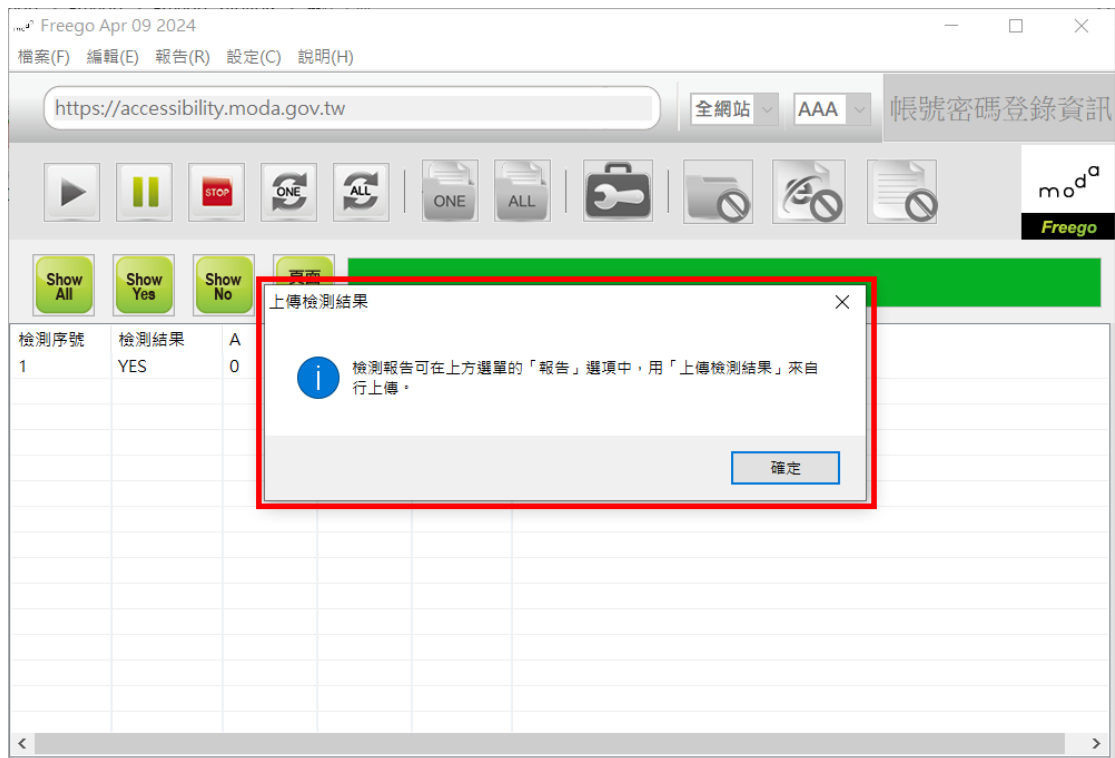 moda Freego Apr 09 2024
檔案(F) 編輯(E) 報告(R) 設定(C) 說明(H)
https://accessibility.moda.gov.tw 全網站 AAA 帳號密碼登錄資訊
STOP ONE ALL ONE ALL moda
Freego
Show All Show Yes Show No 頁面
上傳檢測結果
檢測序號 檢測結果 A
1 YES 0
檢測報告可在上方選單的「報告」選項中，用「上傳檢測結果」來自
行上傳。
確定